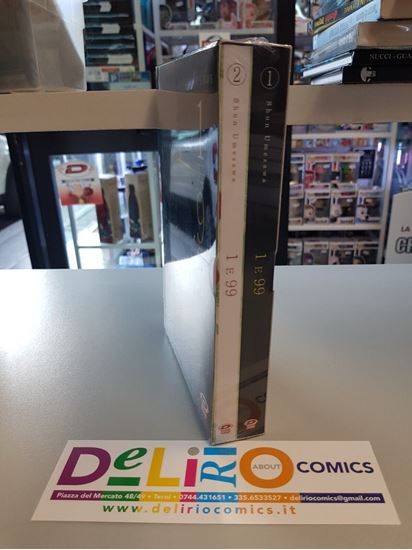 NUCCI - GUA
2
1
Shun Umezawa
Shun Umezawa
1 E 99
1 E 99
DeLiRiO ABOUT COMICS
Piazza del Mercato 48/49 • Terni • 0744.431651 • 335.6533527 • deliriocomics@gmail.com
www.deliriocomics.it